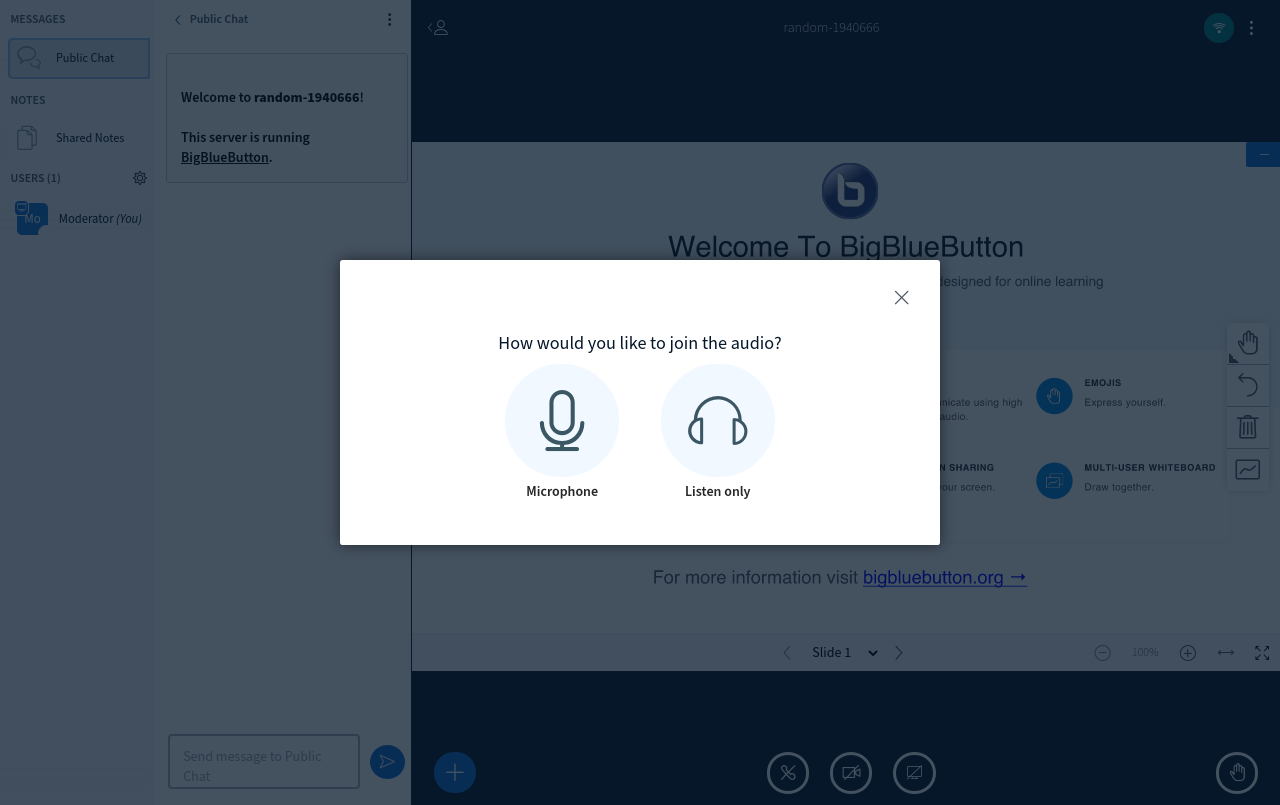 MESSAGES
Public Chat
NOTES
Shared Notes
USERS (1)
Mo
Moderator (You)
Public Chat
Welcome to random-1940666!
This server is running
BigBlueButton.
Send message to Public
Chat
random-1940666
Welcome To BigBlueButton
designed for online learning
EMOJIS
Express yourself.
using high
audio.
SHARING
your screen.
MULTI-USER WHITEBOARD
Draw together.
For more information visit bigbluebutton.org →
Slide 1
100%
How would you like to join the audio?
Microphone
Listen only